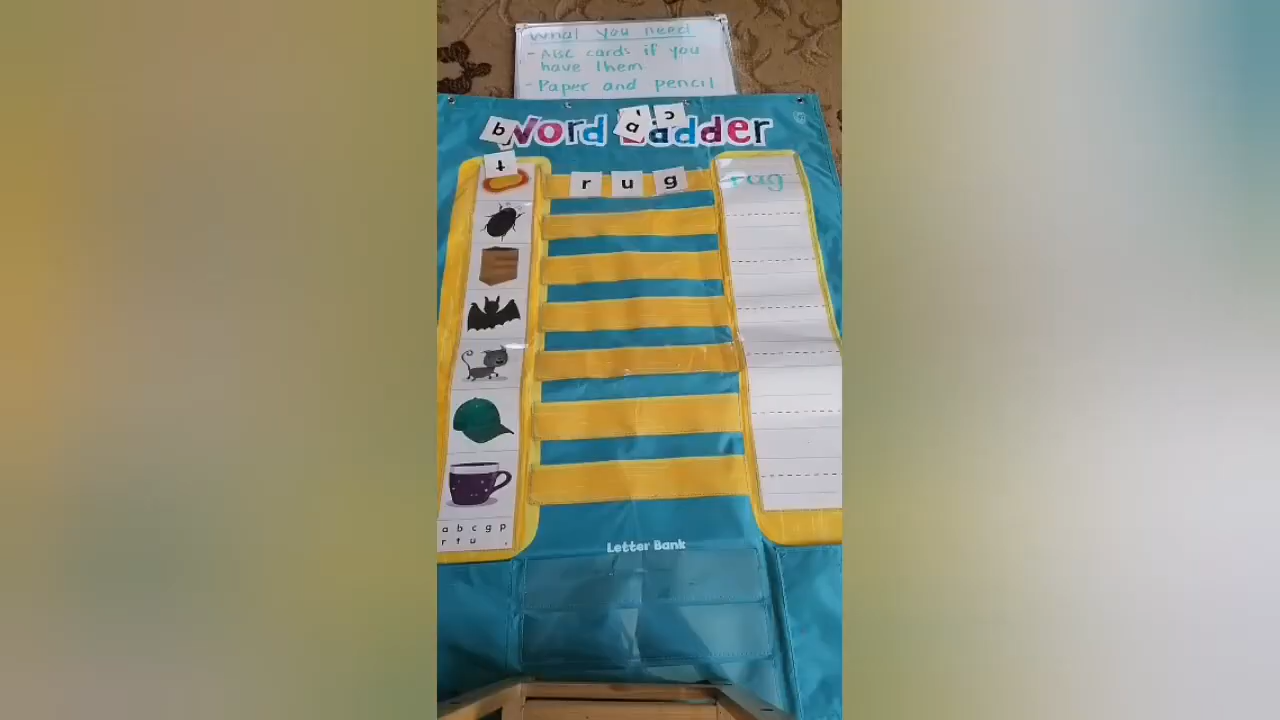 What you need
- ABC cards if you
have them
- Paper and pencil
Word Ladder
t
r u g
rug
a b c g p
r t u
Letter Bank